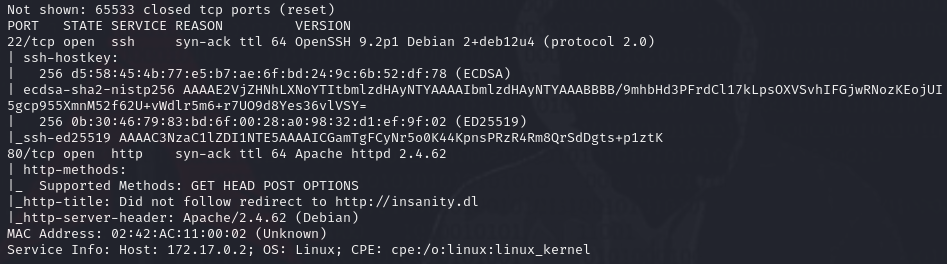 Not shown: 65533 closed tcp ports (reset)
PORT   STATE SERVICE REASON         VERSION
22/tcp open  ssh     syn-ack ttl 64 OpenSSH 9.2p1 Debian 2+deb12u4 (protocol 2.0)
| ssh-hostkey:
|   256 d5:58:45:4b:77:e5:b7:ae:6f:bd:24:9c:6b:52:df:78 (ECDSA)
| ecdsa-sha2-nistp256 AAAAE2VjZHNhLXNoYTItbmlzdHAyNTYAAAAIbmlzdHAyNTYAAABBBB/9mhbHd3PFrdCl17kLpsOXVSvhIFGjwRNozKEojUI
5gcp955XmnM52f62U+vWdlr5m6+r7UO9d8Yes36vlVSY=
|   256 0b:30:46:79:83:bd:6f:00:28:a0:98:32:d1:ef:9f:02 (ED25519)
|_ssh-ed25519 AAAAC3NzaC1lZDI1NTE5AAAAICGamTgFCyNr5o0K44KpnsPRzR4Rm8QrSdDgts+p1ztK
80/tcp open  http    syn-ack ttl 64 Apache httpd 2.4.62
| http-methods:
|_  Supported Methods: GET HEAD POST OPTIONS
|_http-title: Did not follow redirect to http://insanity.dl
|_http-server-header: Apache/2.4.62 (Debian)
MAC Address: 02:42:AC:11:00:02 (Unknown)
Service Info: Host: 172.17.0.2; OS: Linux; CPE: cpe:/o:linux:linux_kernel